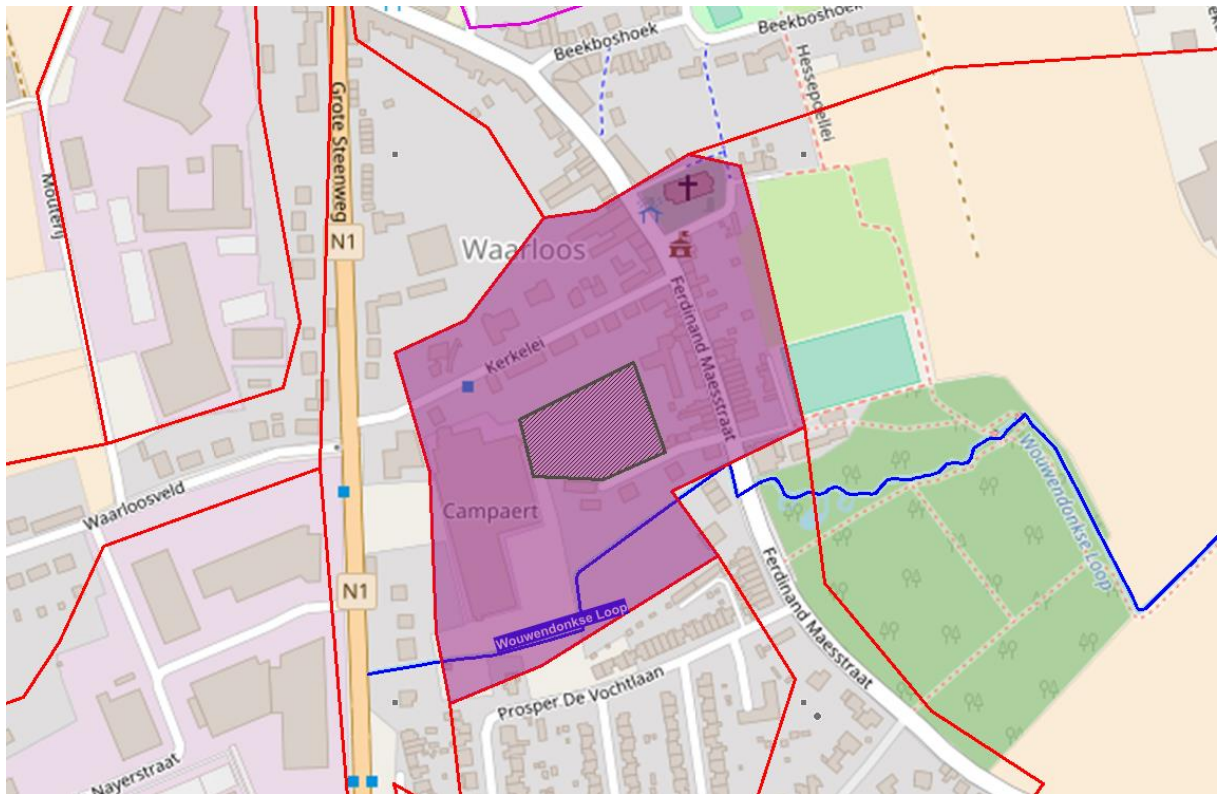 Beekboshoek
Beekboshoek
Hessepoellei
Grote Steenweg
Mouterij
N1
Waarloos
Ferdinand Maesstraat
Kerkelei
Waarloosveld
Campaert
Wouwendonkse Loop
N1
Ferdinand Maesstraat
Wouwendonkse Loop
Prosper De Vochtlaan
Nayerstraat